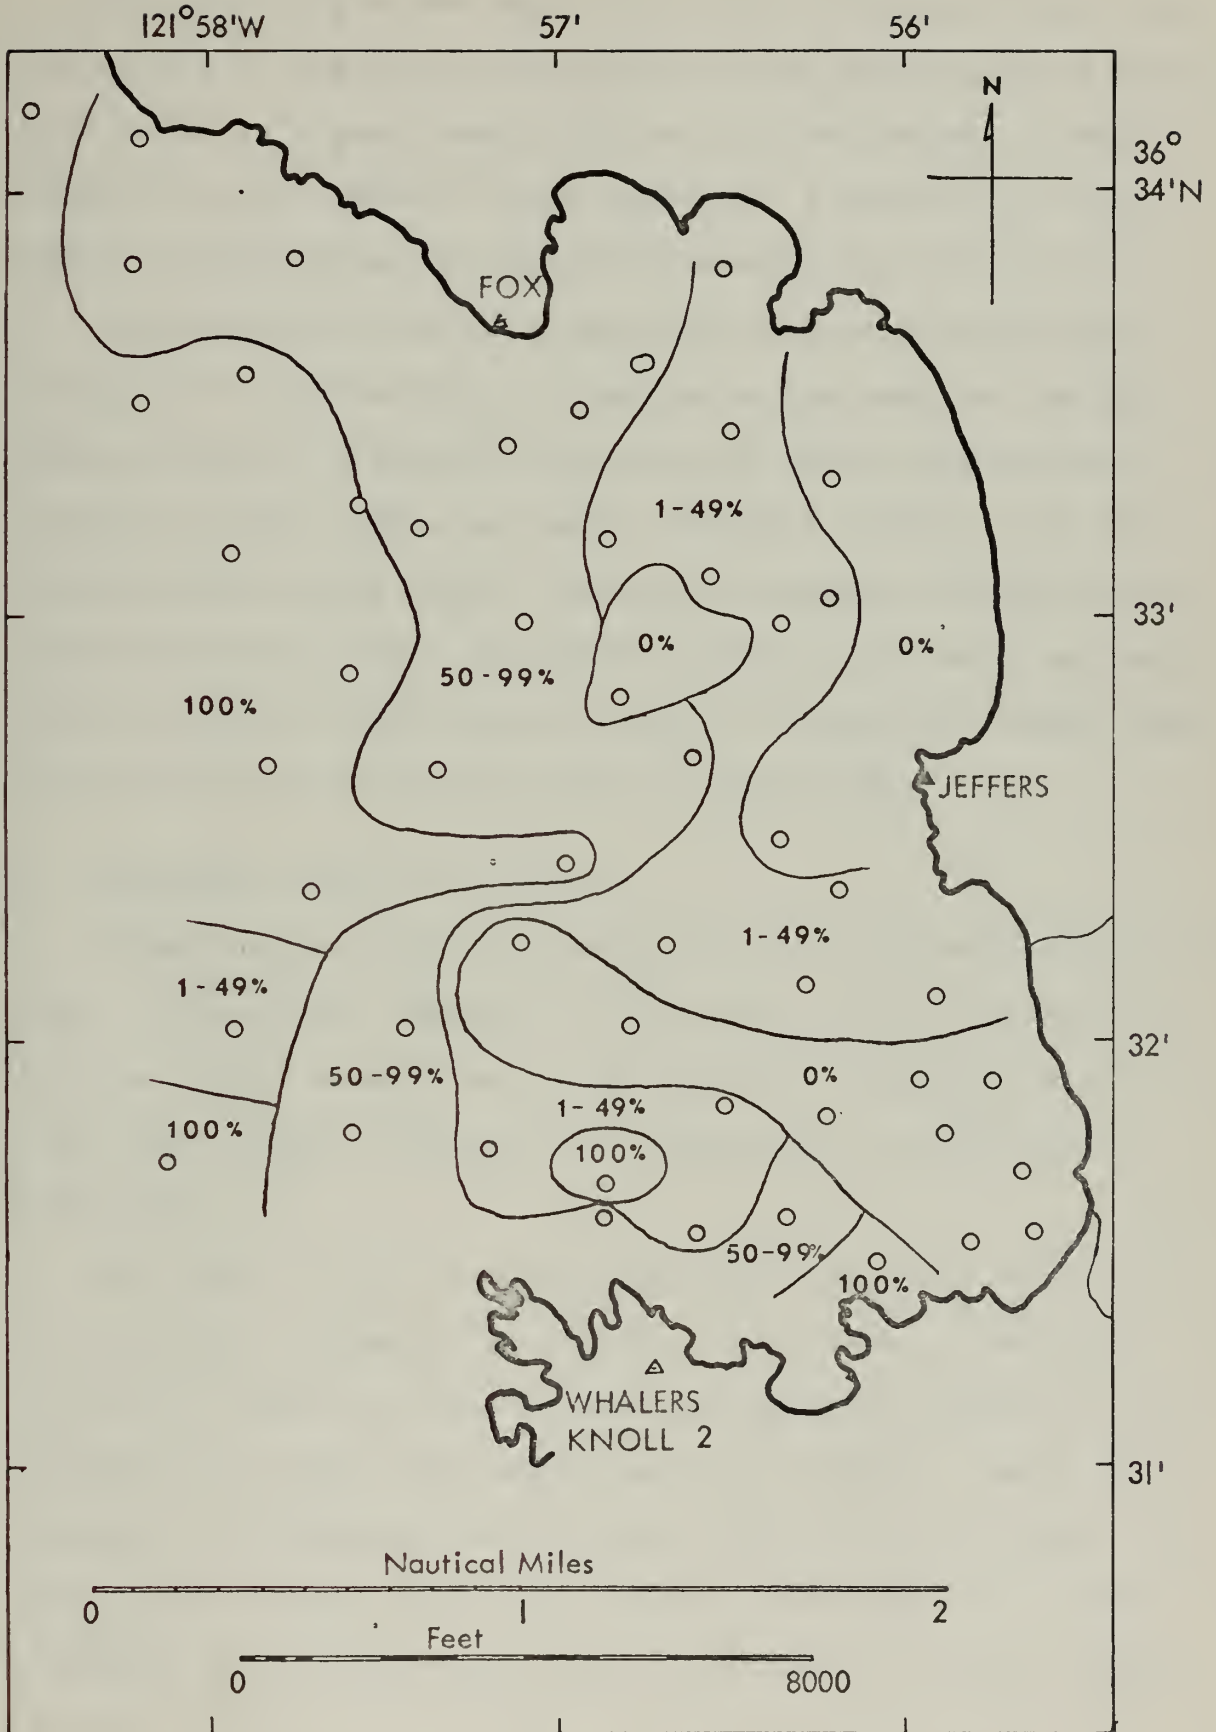 121°58'W
57'
56'
N
36°
34'N
FOX
1-49%
33'
0%
0%
50-99%
100%
JEFFERS
1-49%
1-49%
32'
50-99%
0%
1-49%
100%
100%
50-99%
100%
WHALERS
KNOLL 2
31'
Nautical Miles
0 1 2
Feet
0 8000